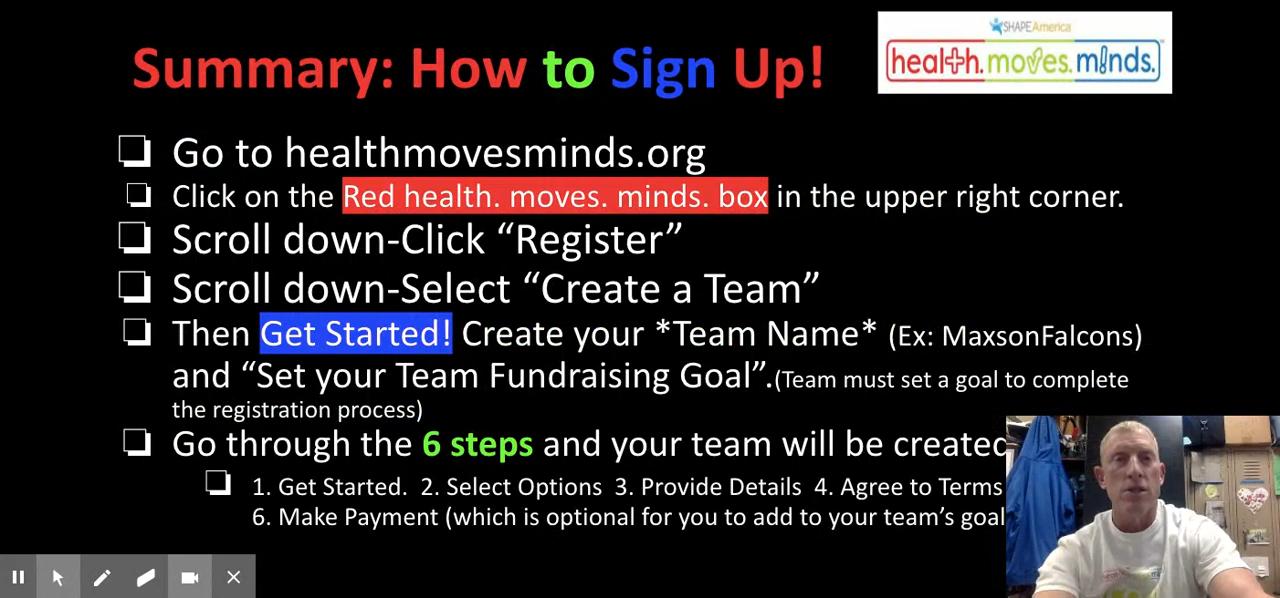 SHAPEAmerica
health.moves.minds.
Summary: How to Sign Up!
Go to healthmovesminds.org
Click on the Red health. moves. minds. box in the upper right corner.
Scroll down-Click “Register”
Scroll down-Select “Create a Team”
Then Get Started! Create your *Team Name* (Ex: MaxsonFalcons)
and “Set your Team Fundraising Goal”.(Team must set a goal to complete
the registration process)
Go through the 6 steps and your team will be created
1. Get Started. 2. Select Options 3. Provide Details 4. Agree to Terms
6. Make Payment (which is optional for you to add to your team’s goal